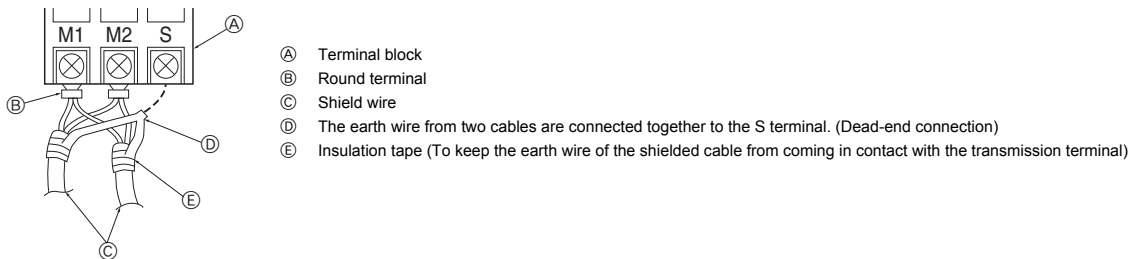 M1 M2 S
Ⓐ
Ⓑ
Ⓓ
Ⓔ
Ⓒ
Ⓐ Terminal block
Ⓑ Round terminal
Ⓒ Shield wire
Ⓓ The earth wire from two cables are connected together to the S terminal. (Dead-end connection)
Ⓔ Insulation tape (To keep the earth wire of the shielded cable from coming in contact with the transmission terminal)